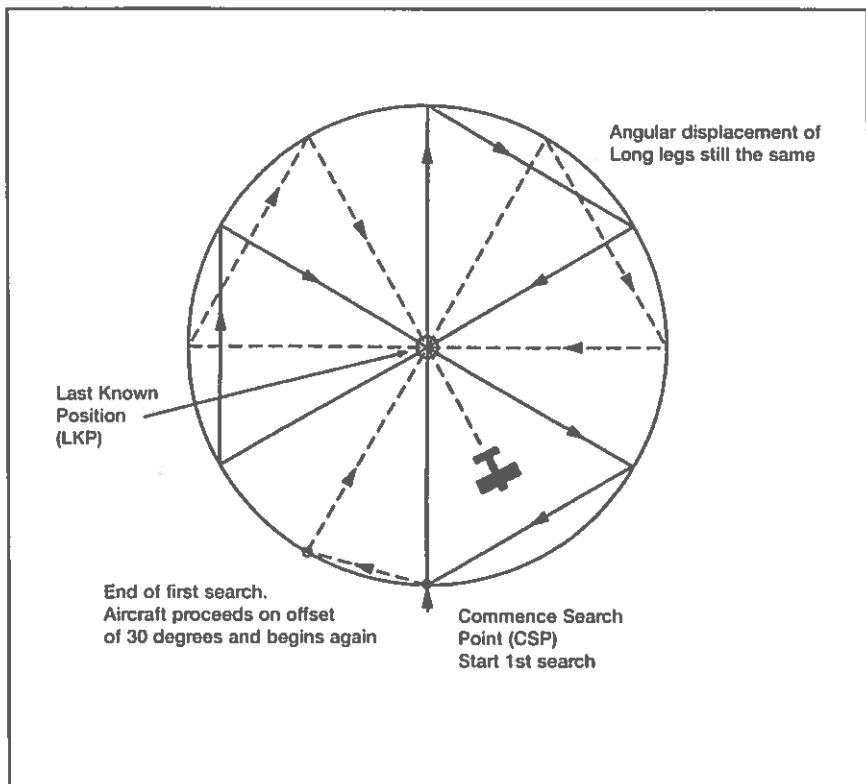 Angular displacement of
Long legs still the same
Last Known
Position
(LKP)
End of first search.
Aircraft proceeds on offset
of 30 degrees and begins again
Commence Search
Point (CSP)
Start 1st search